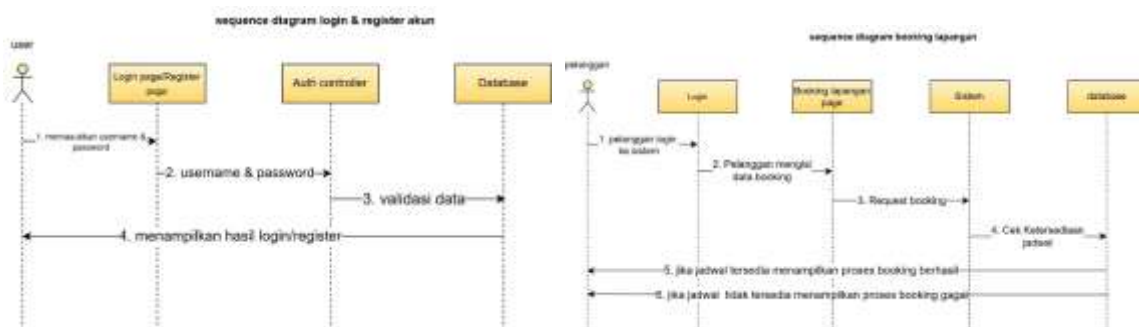 sequence diagram login & register akun
user
Login page/Register
page
Auth controller
Database
1. memasukan username &
password
2. username & password
3. validasi data
4. menampilkan hasil login/register
sequence diagram booking lapangan
pelanggan
Login
Booking lapangan
page
Sistem
database
1. pelanggan login
ke sistem
2. Pelanggan mengisi
data booking
3. Request booking
4. Cek Ketersediaan
jadwal
5. jika jadwal tersedia menampilkan proses booking berhasil
6. jika jadwal tidak tersedia menampilkan proses booking gagal